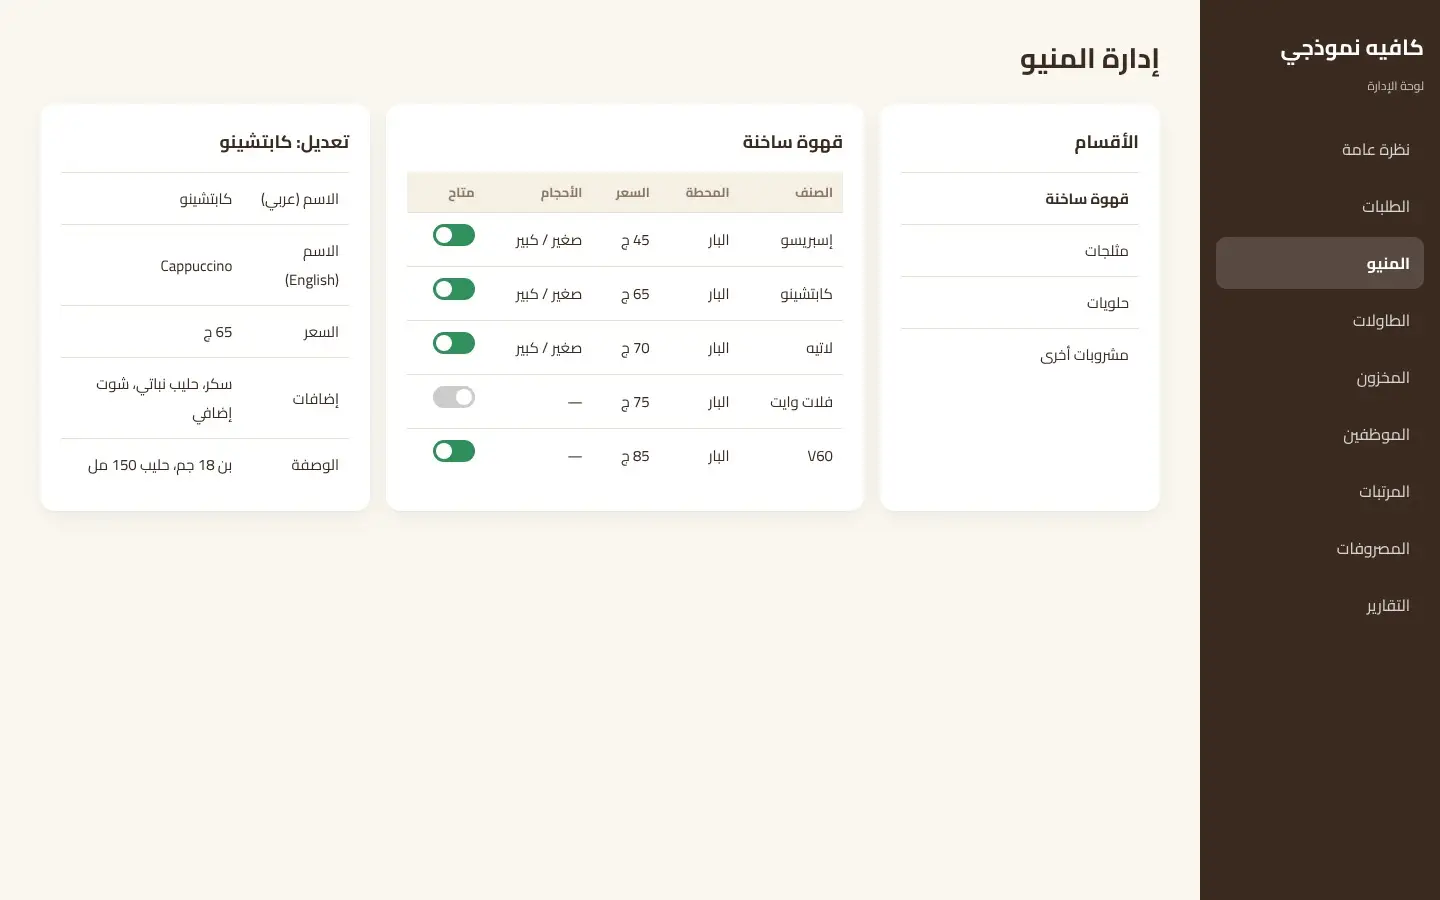 كافيه نموذجي
لوحة الإدارة
نظرة عامة
الطلبات
المنيو
الطاولات
المخزون
الموظفين
المرتبات
المصروفات
التقارير
إدارة المنيو
الأقسام
قهوة ساخنة
مثلجات
حلويات
مشروبات أخرى
قهوة ساخنة
الصنف المحطة السعر الأحجام متاح
إسبريسو البار 45 ج صغير / كبير
كابتشينو البار 65 ج صغير / كبير
لاتيه البار 70 ج صغير / كبير
فلات وايت البار 75 ج —
V60 البار 85 ج —
تعديل: كابتشينو
الاسم (عربي) كابتشينو
الاسم (English) Cappuccino
السعر 65 ج
إضافات سكر، حليب نباتي، شوت
إضافي
الوصفة بن 18 جم، حليب 150 مل